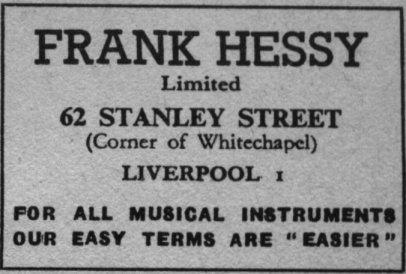 FRANK HESSY
Limited
62 STANLEY STREET
(Corner of Whitechapel)
LIVERPOOL 1
FOR ALL MUSICAL INSTRUMENTS
OUR EASY TERMS ARE "EASIER"